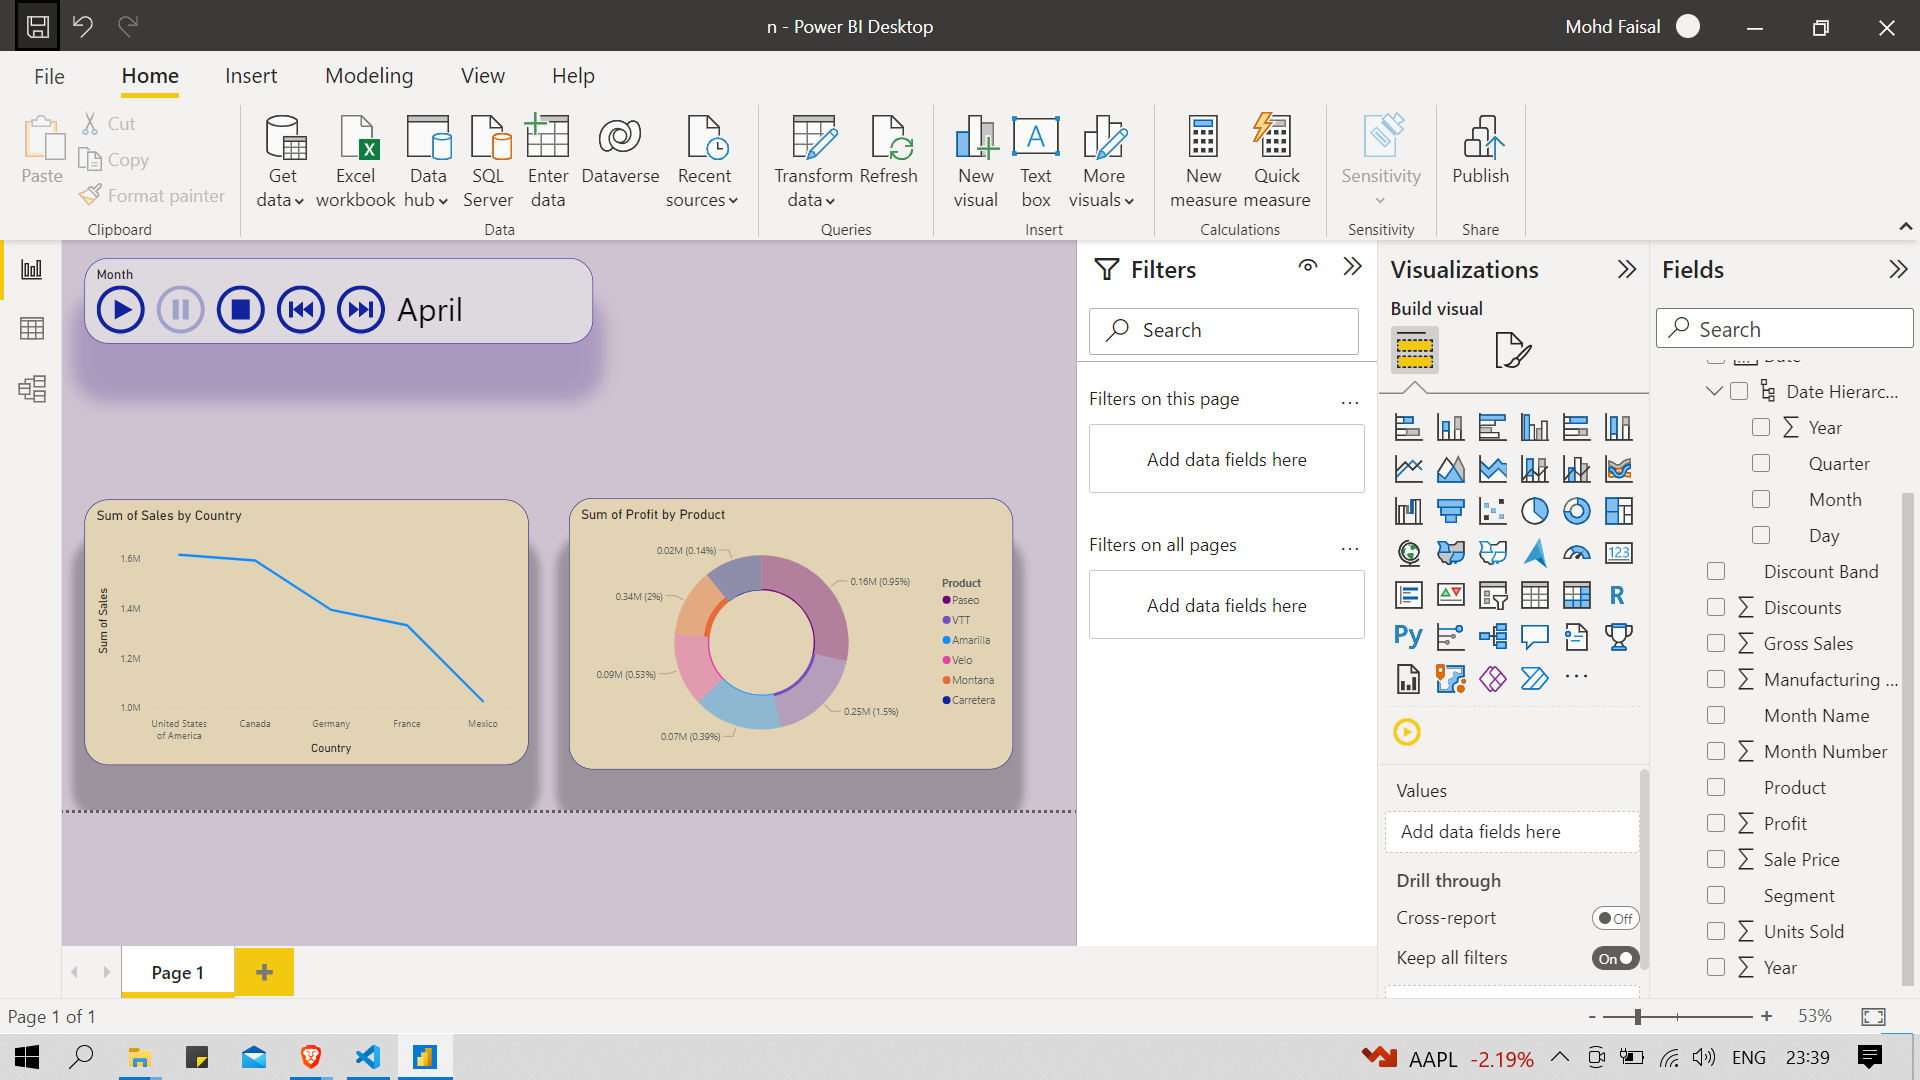 n - Power BI Desktop
Mohd Faisal
File Home Insert Modeling View Help
Paste
Cut
Copy
Format painter
Clipboard
Get data
Excel workbook
Data hub
SQL Server
Enter data
Dataverse
Recent sources
Data
Transform data
Refresh
Queries
New visual
Text box
More visuals
Insert
New measure
Quick measure
Calculations
Sensitivity
Sensitivity
Publish
Share
Month
April
Sum of Sales by Country
Sum of Sales
1.6M
1.4M
1.2M
1.0M
United States of America
Canada
Germany
France
Mexico
Country
Sum of Profit by Product
0.02M (0.14%)
0.16M (0.95%)
0.34M (2%)
0.09M (0.53%)
0.25M (1.5%)
0.07M (0.39%)
Product
Paseo
VTT
Amarilla
Velo
Montana
Carretera
Filters
Search
Filters on this page
...
Add data fields here
Filters on all pages
...
Add data fields here
Visualizations
Build visual
123
R
Py
...
Values
Add data fields here
Drill through
Cross-report
Off
Keep all filters
On
Fields
Search
Date
Date Hierarc...
Year
Quarter
Month
Day
Discount Band
Discounts
Gross Sales
Manufacturing ...
Month Name
Month Number
Product
Profit
Sale Price
Segment
Units Sold
Year
Page 1
Page 1 of 1
- + 53%
AAPL -2.19%
ENG
23:39